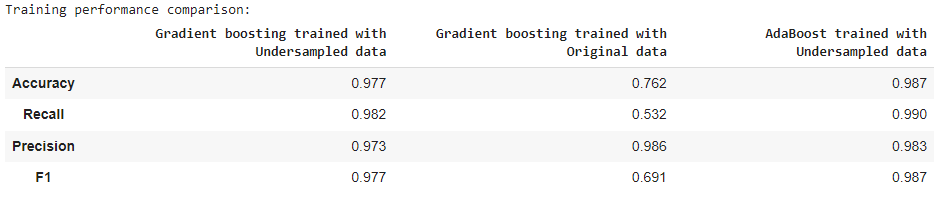 Training performance comparison:
Gradient boosting trained with Gradient boosting trained with AdaBoost trained with
Undersampled data Original data Undersampled data
Accuracy 0.977 0.762 0.987
Recall 0.982 0.532 0.990
Precision 0.973 0.986 0.983
F1 0.977 0.691 0.987